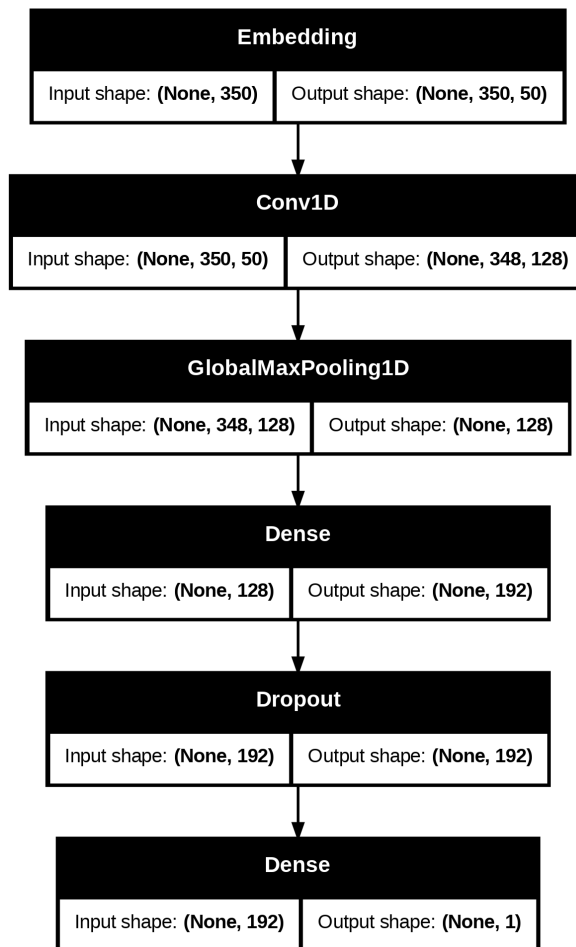 Embedding
Input shape: (None, 350) Output shape: (None, 350, 50)
Conv1D
Input shape: (None, 350, 50) Output shape: (None, 348, 128)
GlobalMaxPooling1D
Input shape: (None, 348, 128) Output shape: (None, 128)
Dense
Input shape: (None, 128) Output shape: (None, 192)
Dropout
Input shape: (None, 192) Output shape: (None, 192)
Dense
Input shape: (None, 192) Output shape: (None, 1)